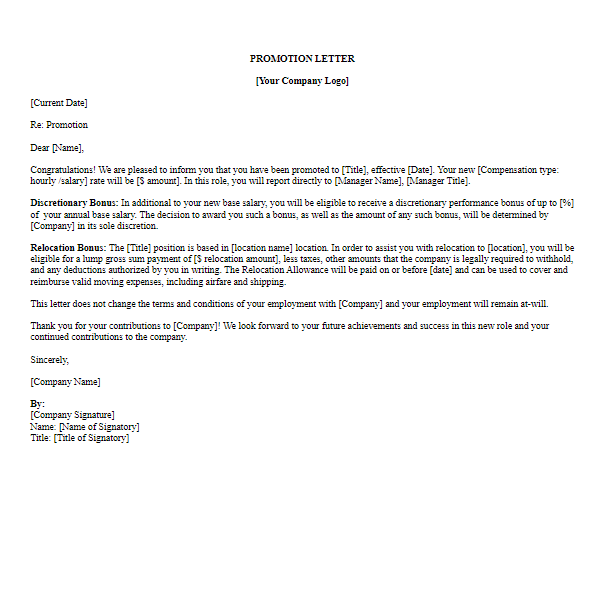 PROMOTION LETTER
[Your Company Logo]
[Current Date]
Re: Promotion
Dear [Name],
Congratulations! We are pleased to inform you that you have been promoted to [Title], effective [Date]. Your new [Compensation type:
hourly /salary] rate will be [$ amount]. In this role, you will report directly to [Manager Name], [Manager Title].
Discretionary Bonus: In additional to your new base salary, you will be eligible to receive a discretionary performance bonus of up to [%]
of your annual base salary. The decision to award you such a bonus, as well as the amount of any such bonus, will be determined by
[Company] in its sole discretion.
Relocation Bonus: The [Title] position is based in [location name] location. In order to assist you with relocation to [location], you will be
eligible for a lump gross sum payment of [$ relocation amount], less taxes, other amounts that the company is legally required to withhold,
and any deductions authorized by you in writing. The Relocation Allowance will be paid on or before [date] and can be used to cover and
reimburse valid moving expenses, including airfare and shipping.
This letter does not change the terms and conditions of your employment with [Company] and your employment will remain at-will.
Thank you for your contributions to [Company]! We look forward to your future achievements and success in this new role and your
continued contributions to the company.
Sincerely,
[Company Name]
By:
[Company Signature]
Name: [Name of Signatory]
Title: [Title of Signatory]